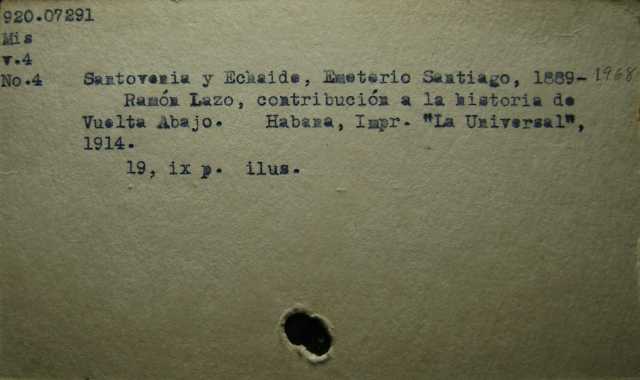 920.07291
Mis
v.4
No.4 Santovenia y Echaide, Emeterio Santiago, 1889-1968
Ramón Lazo, contribución a la historia de
Vuelta Abajo. Habana, Impr. "La Universal",
1914.
19, ix p. ilus.